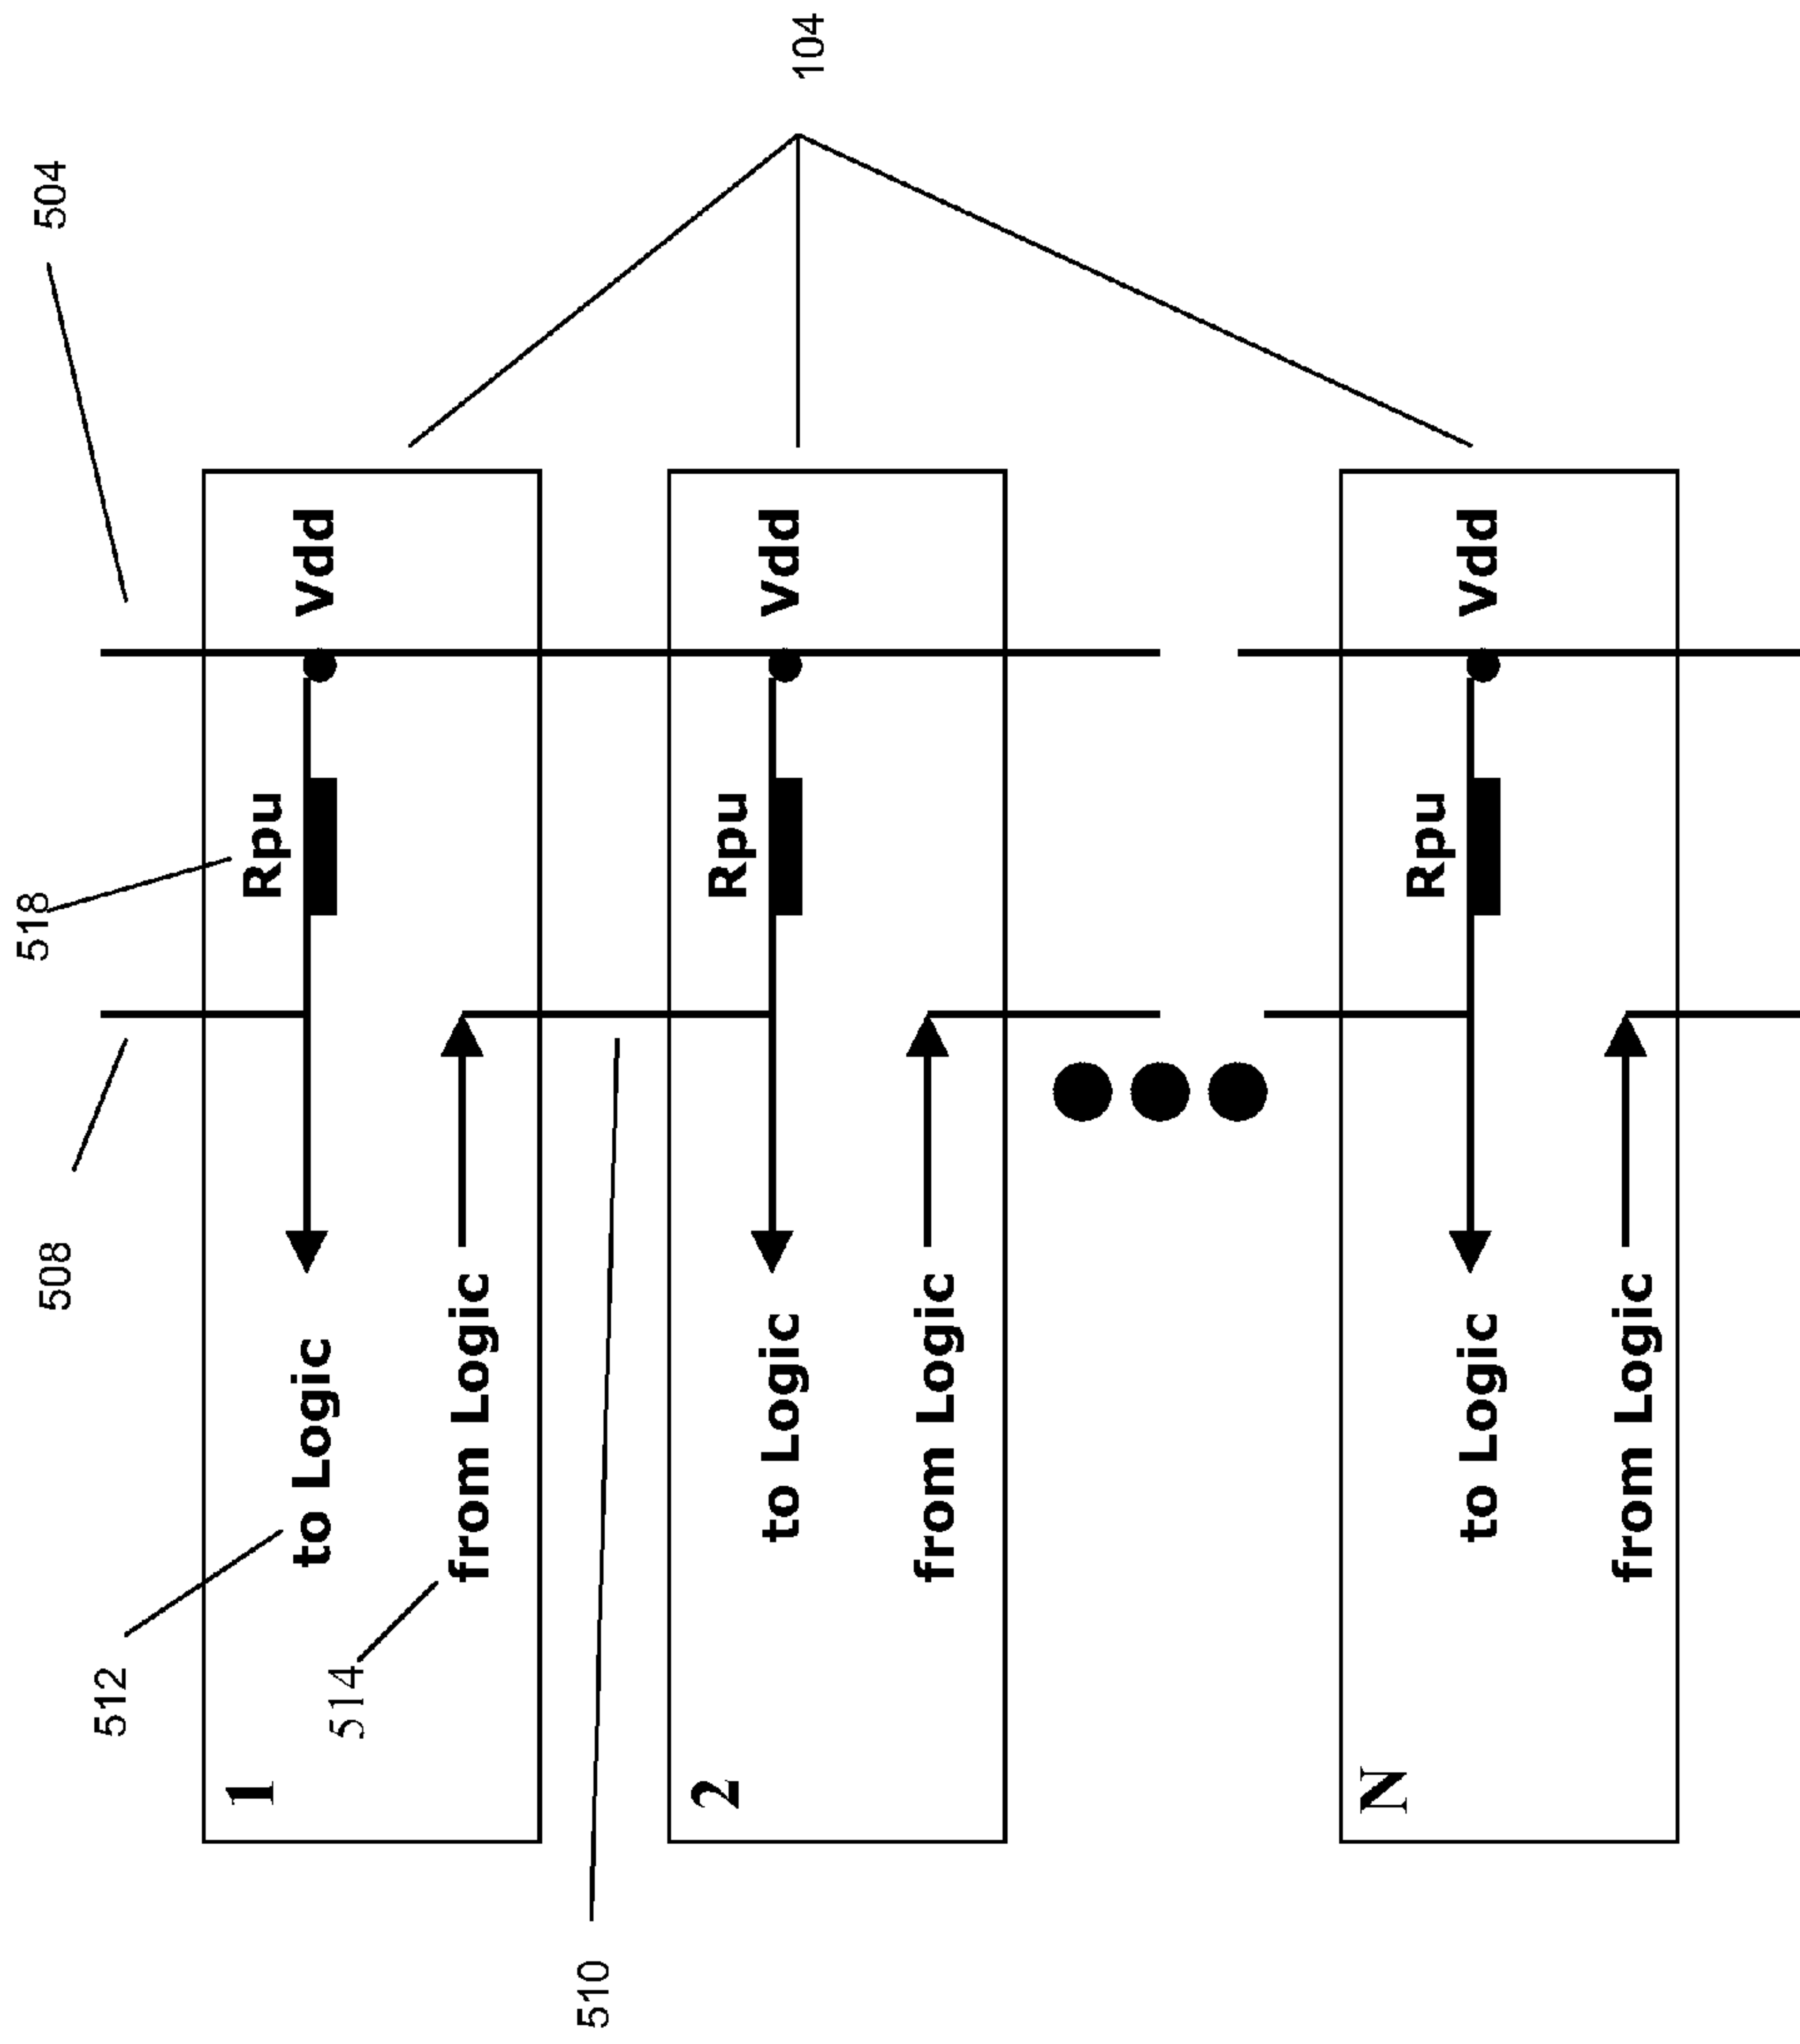 518
504
508
512
1
Rpu
to Logic
Vdd
514
from Logic
510
2
Rpu
to Logic
Vdd
104
from Logic
N
Rpu
to Logic
Vdd
from Logic